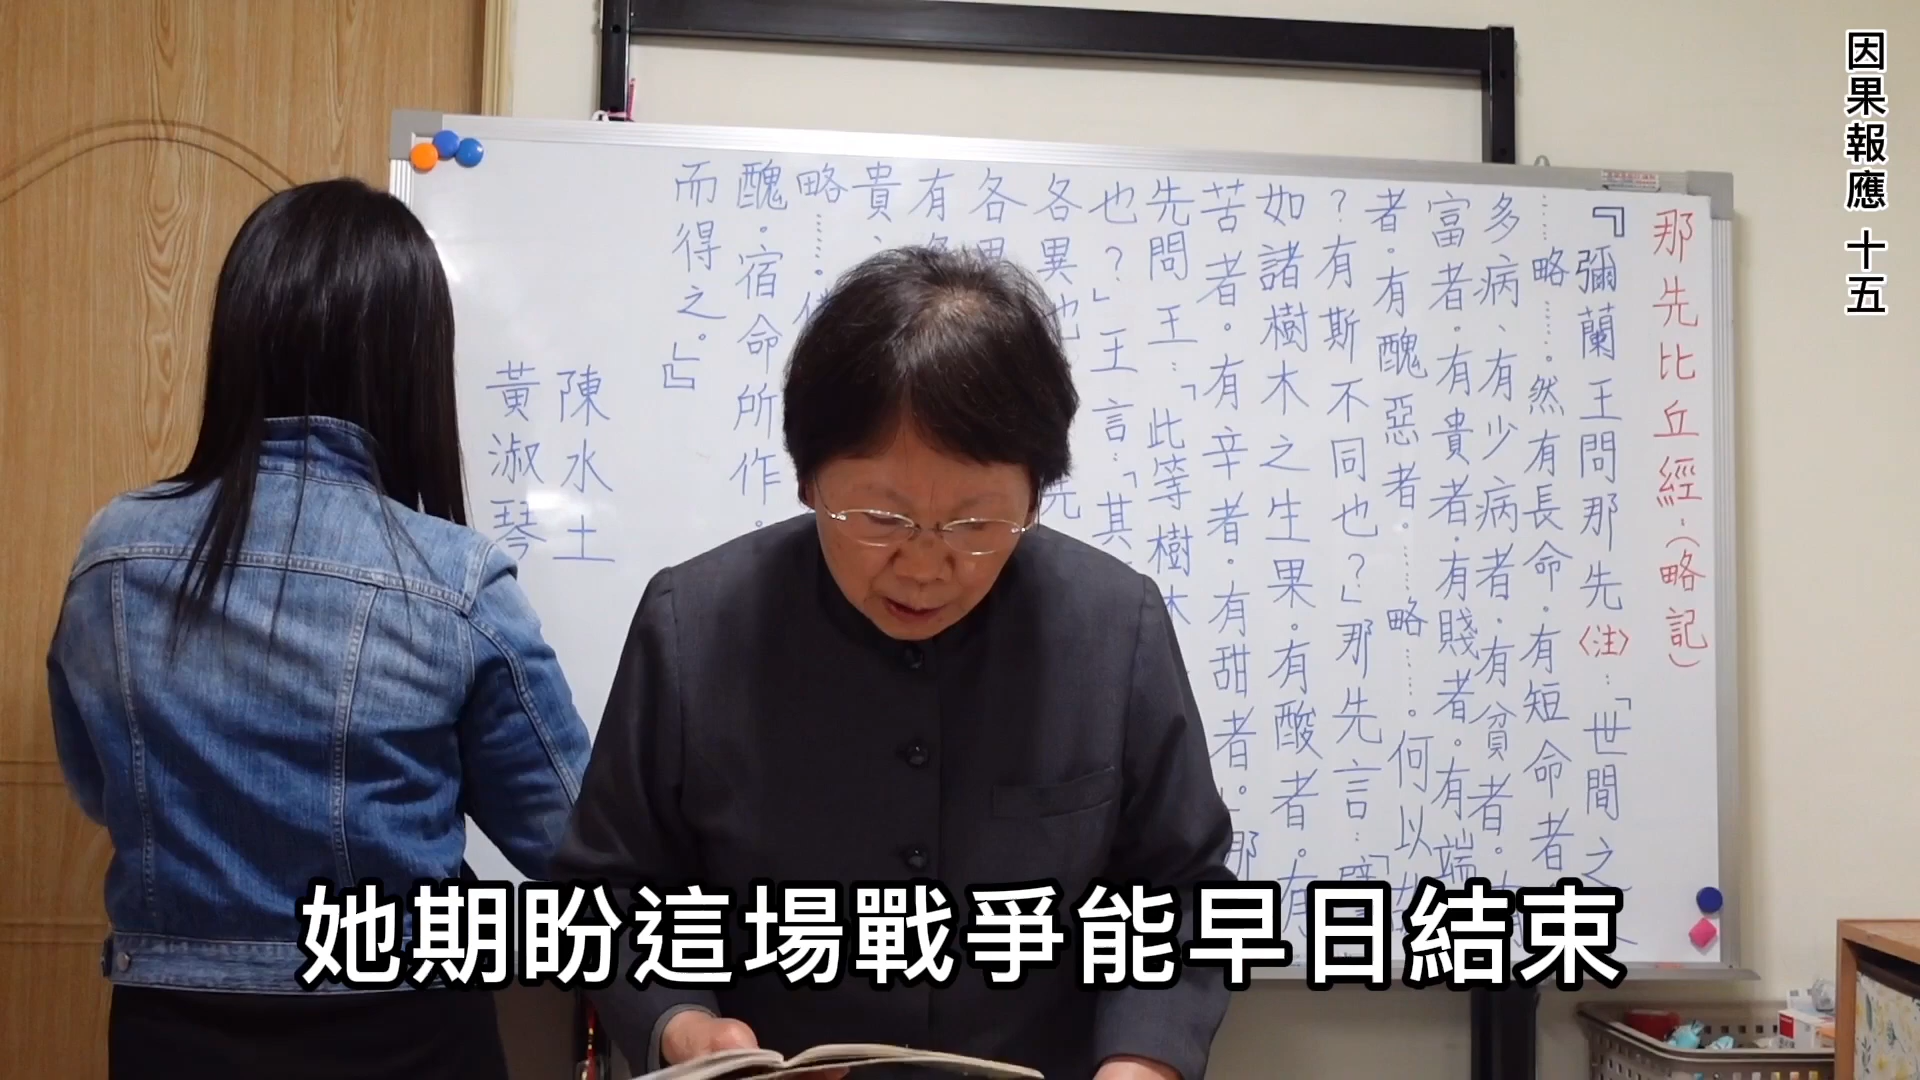 因果報應 十五
那先比丘經.(略記)
『彌蘭王問那先〈注〉:「世間之
……略……。然有長命.有短命者
多病、有少病者.有貧者.
富者.有貴者.有賤者.有端
者.有醜惡者.……略……。何以故
?有斯不同也?」那先言:「譬
如諸樹木之生果.有酸者.有
苦者.有辛者.有甜者.」那
先問王:「此等樹木
也?」王言:「其
各異也
各異
有
貴
略……。
醜.宿命所作.
而得之。』
陳水土
黃淑琴
她期盼這場戰爭能早日結束